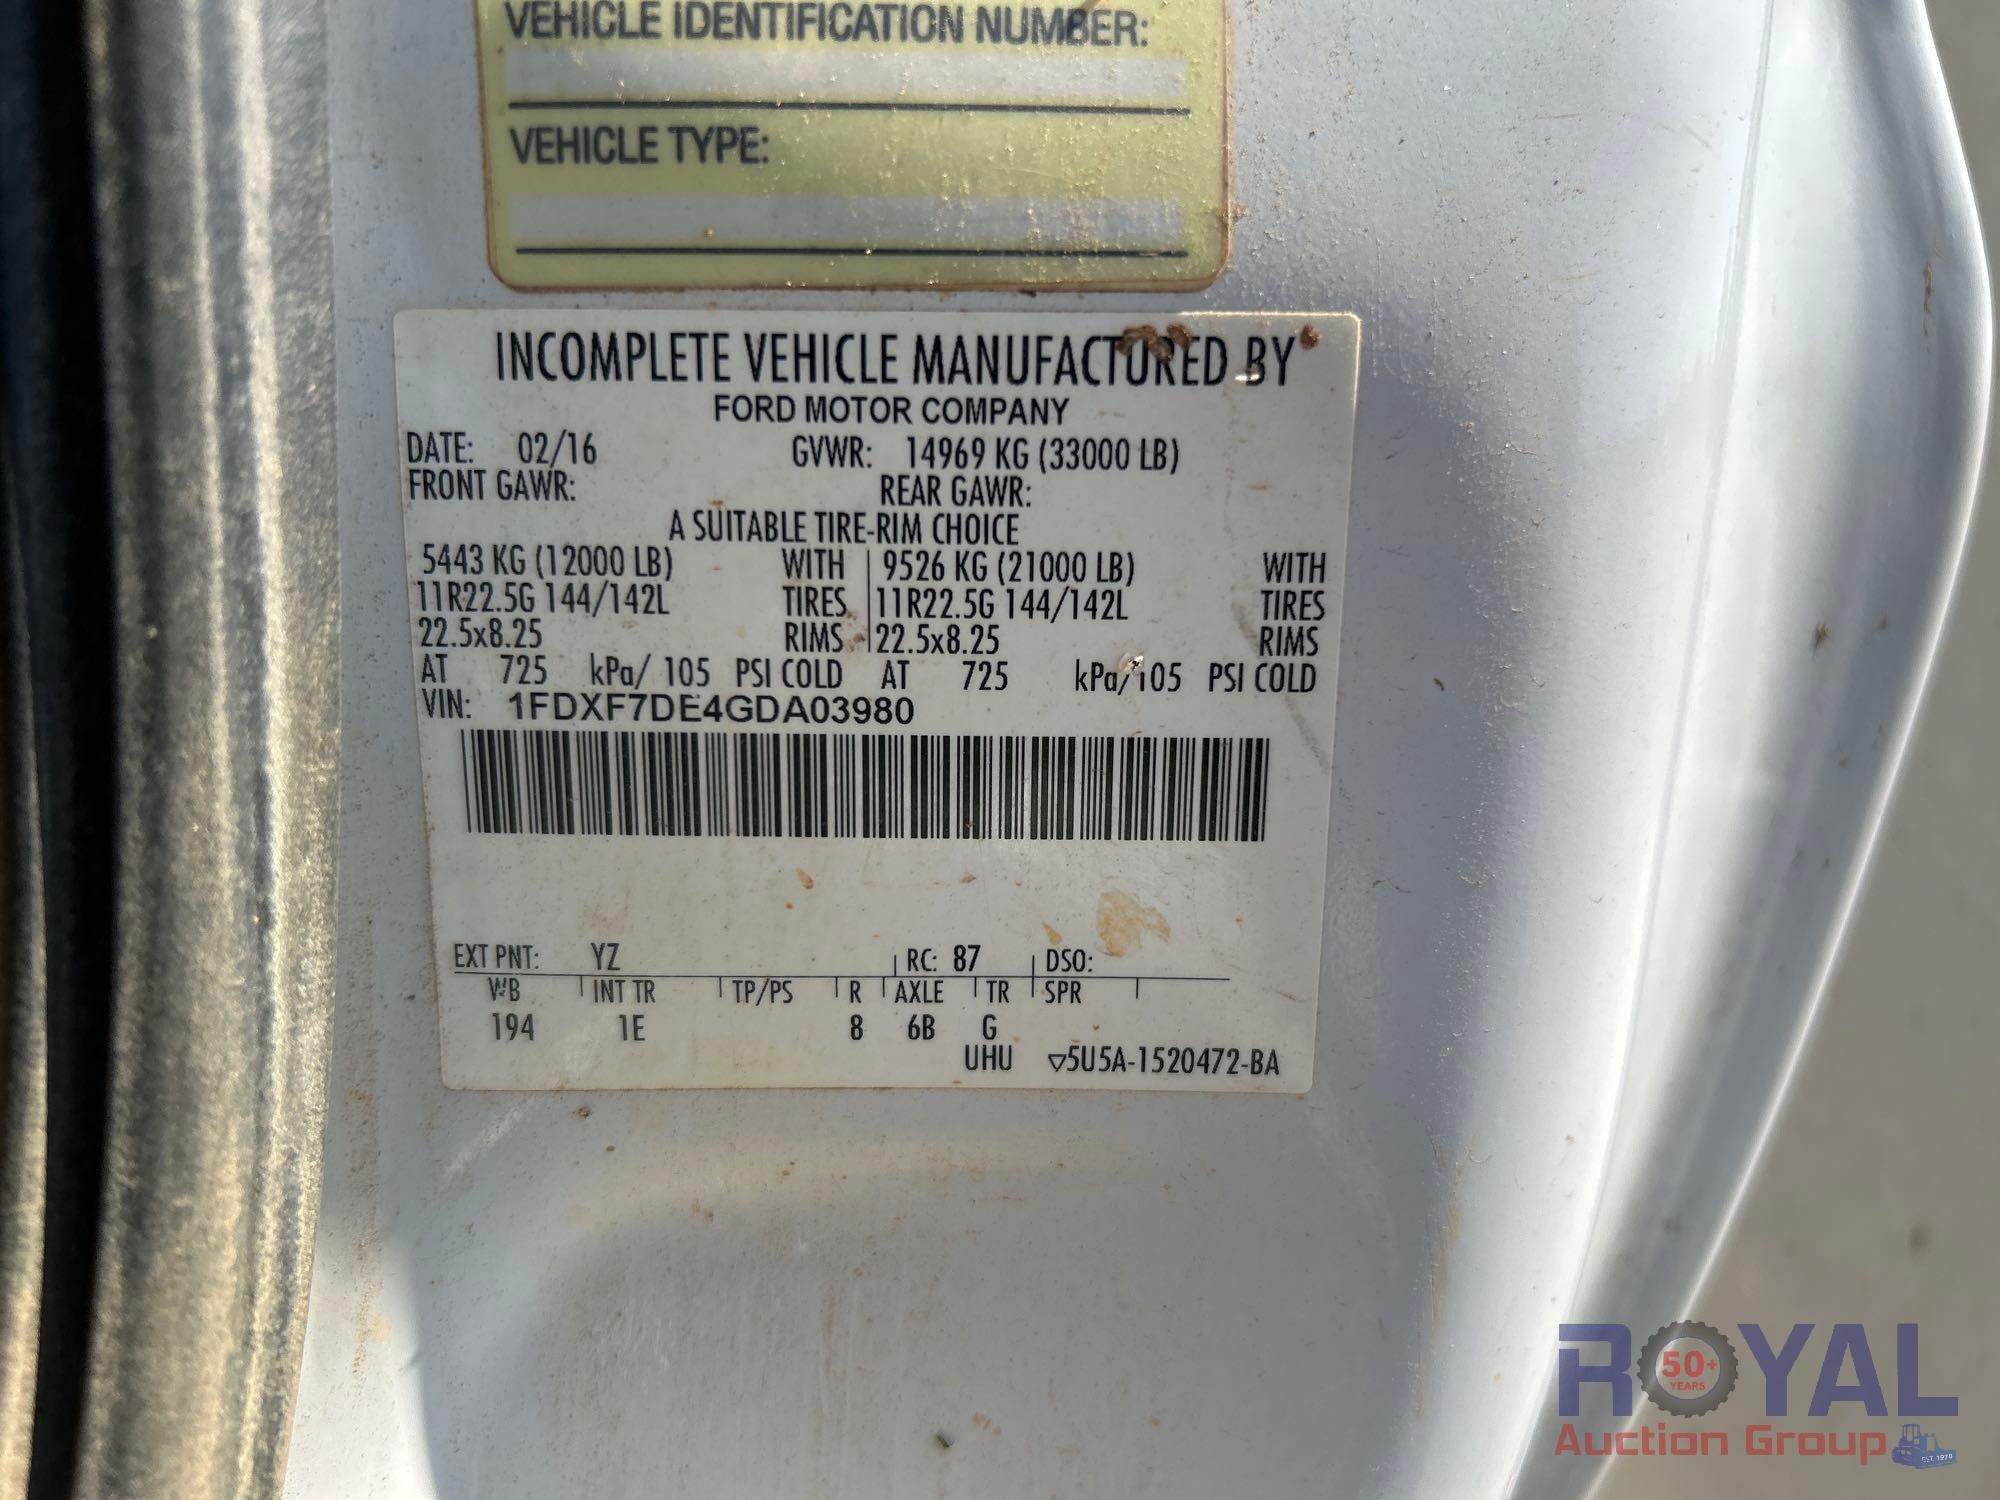 VEHICLE IDENTIFICATION NUMBER:
VEHICLE TYPE:
INCOMPLETE VEHICLE MANUFACTURED BY
FORD MOTOR COMPANY
DATE: 02/16 GVWR: 14969 KG (33000 LB)
FRONT GAWR: REAR GAWR:
A SUITABLE TIRE-RIM CHOICE
5443 KG (12000 LB) WITH 9526 KG (21000 LB) WITH
11R22.5G 144/142L TIRES 11R22.5G 144/142L TIRES
22.5x8.25 RIMS 22.5x8.25 RIMS
AT 725 kPa/ 105 PSI COLD AT 725 kPa/105 PSI COLD
VIN: 1FDXF7DE4GDA03980
EXT PNT: YZ RC: 87 DSO:
WB INT TR TP/PS R AXLE TR SPR
194 1E 8 6B G
UHU ▽5U5A-1520472-BA
ROYAL
50+
YEARS
Auction Group
EST. 1970